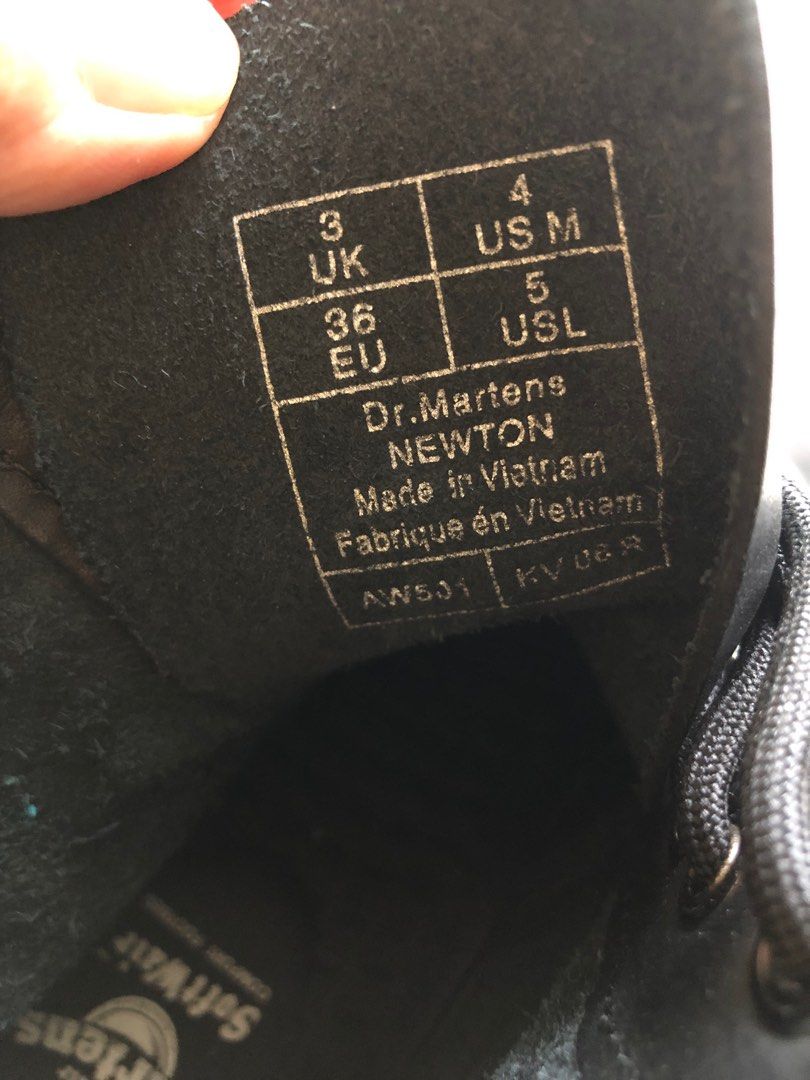 3
UK
4
US M
36
EU
5
USL
Dr.Martens
NEWTON
Made in Vietnam
Fabrique én Vietnam
AW501
KV 06 R
SoftWair